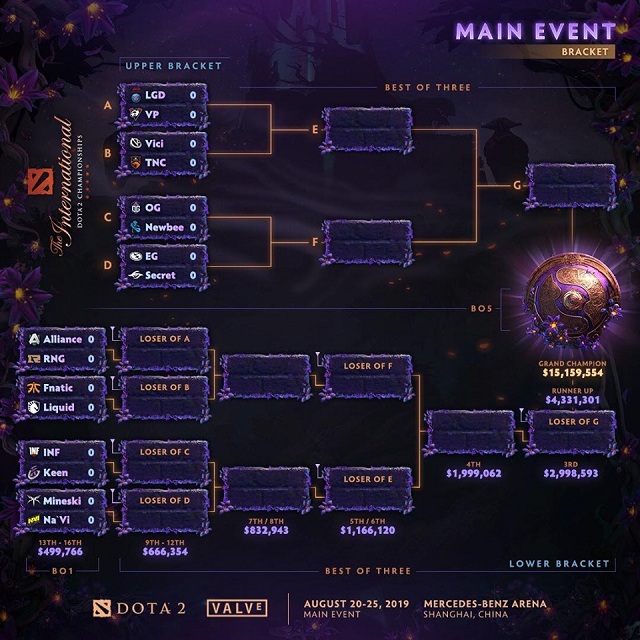 MAIN EVENT
BRACKET
UPPER BRACKET
BEST OF THREE
The International
DOTA 2 CHAMPIONSHIPS
A
LGD 0
VP 0
B
Vici 0
TNC 0
C
OG 0
Newbee 0
D
EG 0
Secret 0
E
F
G
BO5
GRAND CHAMPION
$15,159,554
RUNNER UP
$4,331,301
Alliance 0
RNG 0
Fnatic 0
Liquid 0
INF 0
Keen 0
Mineski 0
Na`Vi 0
LOSER OF A
LOSER OF B
LOSER OF C
LOSER OF D
LOSER OF F
LOSER OF E
LOSER OF G
13TH - 16TH
$499,766
9TH - 12TH
$666,354
7TH / 8TH
$832,943
5TH / 6TH
$1,166,120
4TH
$1,999,062
3RD
$2,998,593
BO1
BEST OF THREE
LOWER BRACKET
DOTA 2
VALVE
AUGUST 20-25, 2019
MAIN EVENT
MERCEDES-BENZ ARENA
SHANGHAI, CHINA